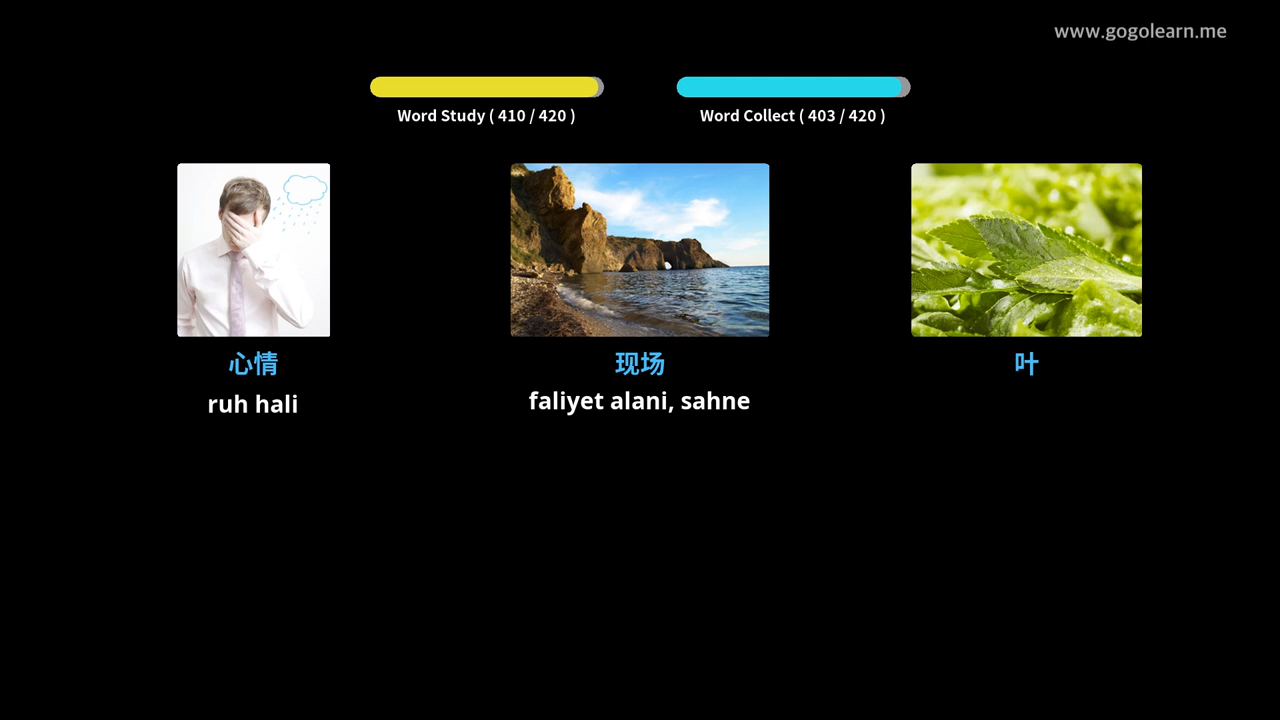 www.gogolearn.me
Word Study ( 410 / 420 )
Word Collect ( 403 / 420 )
心情
现场
叶
ruh hali
faliyet alani, sahne